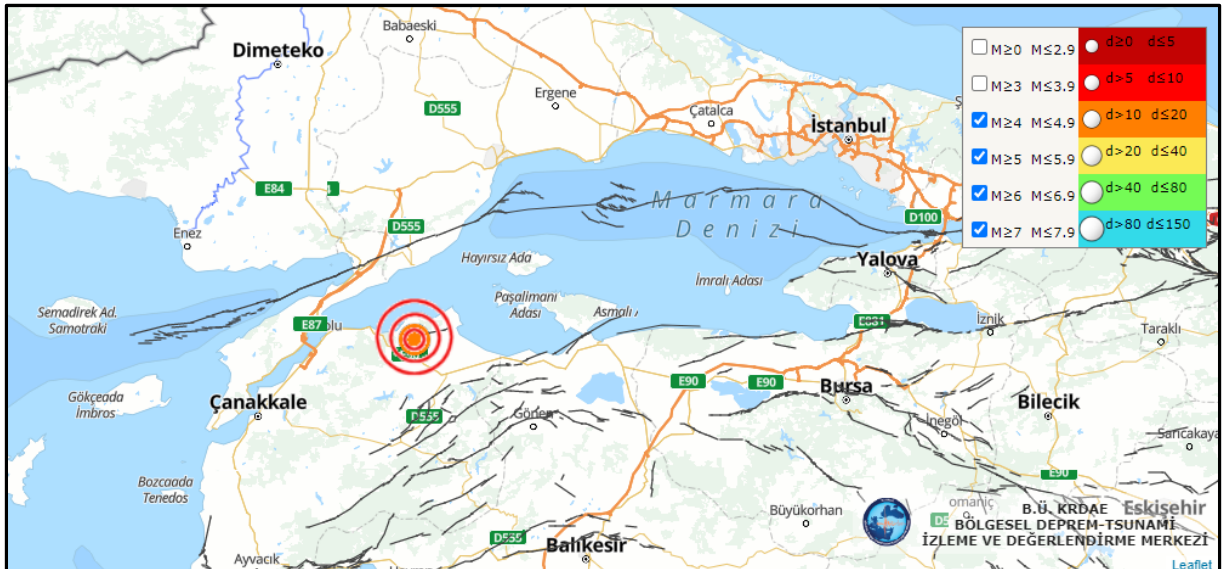 Babaeski
Dimeteko
D555
Ergene
Çatalca
İstanbul
E84
4
D555
Enez
Marmara
Denizi
D100
Hayırsız Ada
Yalova
İmralı Adası
Paşalimanı
Adası
Asmalı
Semadirek Ad.
Samotraki
E87
olu
E881
İznik
Taraklı
Gökçeada
İmbros
Çanakkale
D555
Gönen
E90
E90
Bursa
Bilecik
İnegöl
Sarıcakaya
E90
Bozcaada
Tenedos
Büyükorhan
omaniç
Eskişehir
Ayvacık
D555
Balıkesir
M≥0 M≤2.9
d≥0 d≤5
M≥3 M≤3.9
d>5 d≤10
M≥4 M≤4.9
d>10 d≤20
M≥5 M≤5.9
d>20 d≤40
M≥6 M≤6.9
d>40 d≤80
M≥7 M≤7.9
d>80 d≤150
B.Ü. KRDAE
BÖLGESEL DEPREM-TSUNAMİ
İZLEME VE DEĞERLENDİRME MERKEZİ
Leaflet